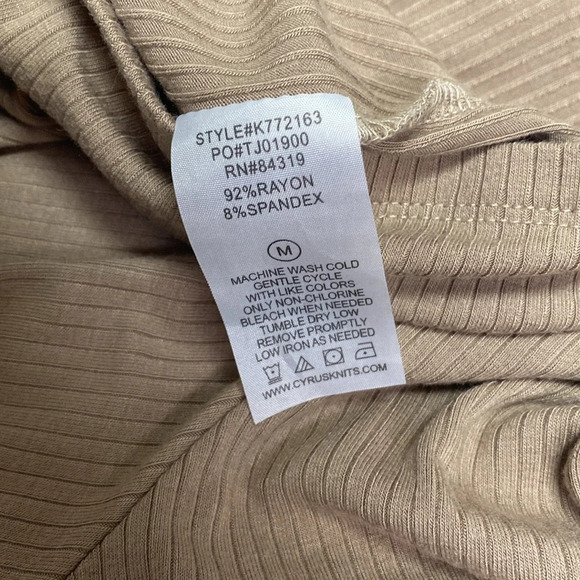 STYLE#K772163
PO#TJ01900
RN#84319
92%RAYON
8%SPANDEX
M
MACHINE WASH COLD
GENTLE CYCLE
WITH LIKE COLORS
ONLY NON-CHLORINE
BLEACH WHEN NEEDED
TUMBLE DRY LOW
REMOVE PROMPTLY
LOW IRON AS NEEDED
WWW.CYRUSKNITS.COM